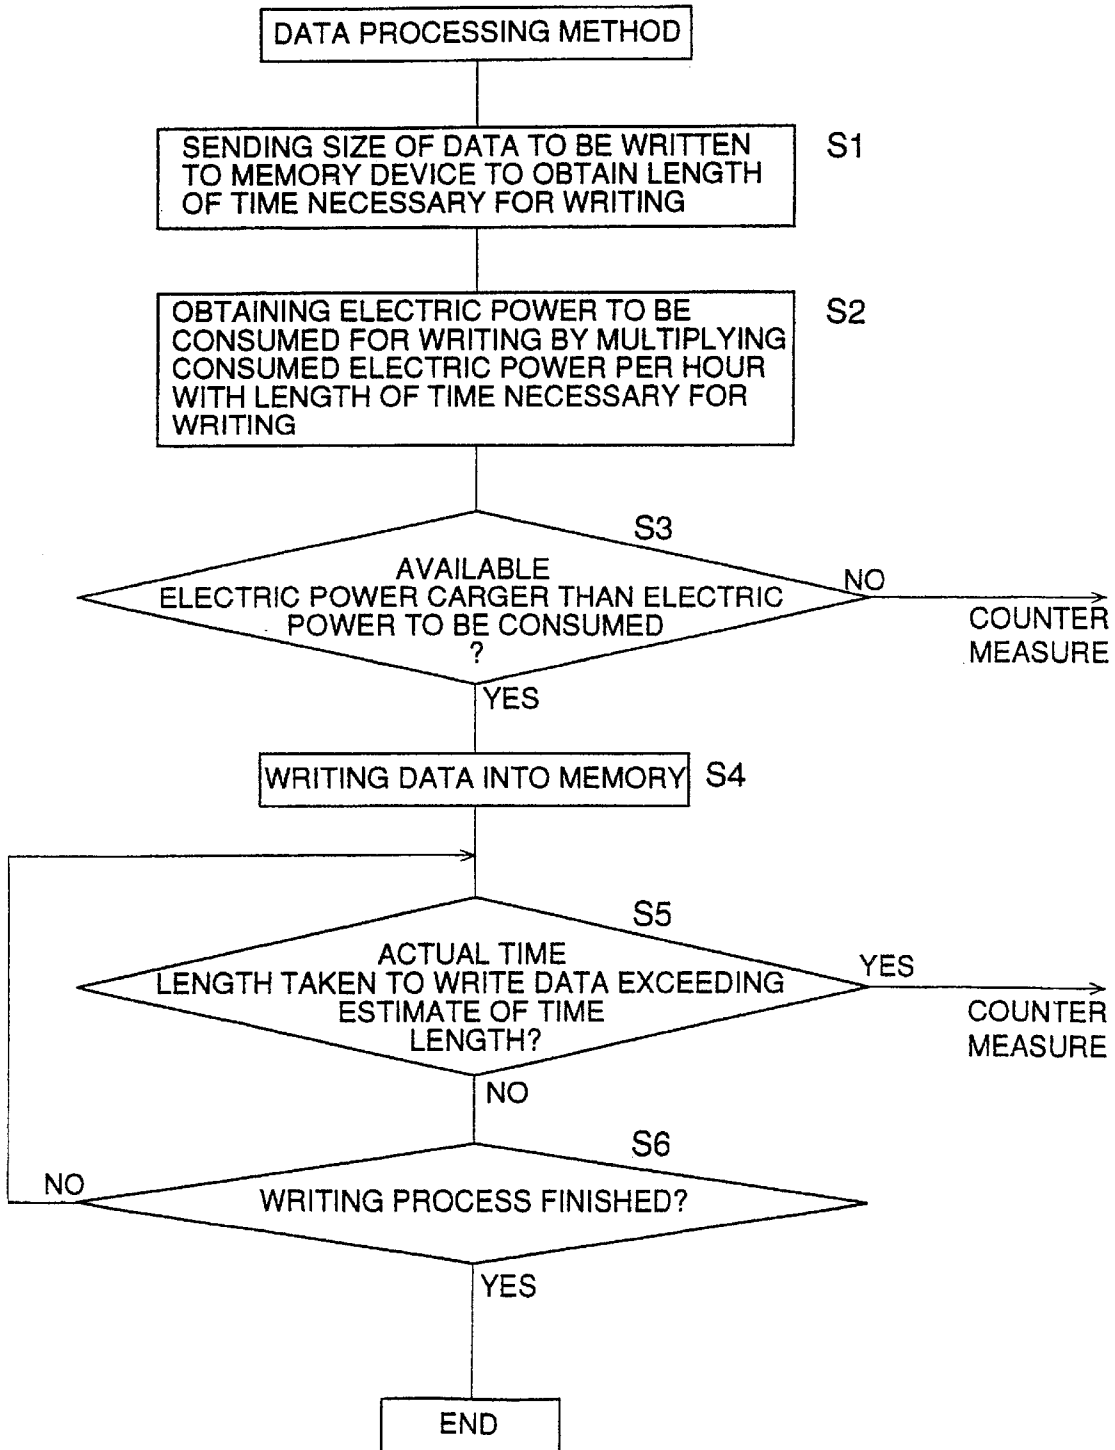 DATA PROCESSING METHOD
SENDING SIZE OF DATA TO BE WRITTEN
TO MEMORY DEVICE TO OBTAIN LENGTH
OF TIME NECESSARY FOR WRITING
S1
OBTAINING ELECTRIC POWER TO BE
CONSUMED FOR WRITING BY MULTIPLYING
CONSUMED ELECTRIC POWER PER HOUR
WITH LENGTH OF TIME NECESSARY FOR
WRITING
S2
S3
AVAILABLE
ELECTRIC POWER CARGER THAN ELECTRIC
POWER TO BE CONSUMED
?
NO
COUNTER
MEASURE
YES
WRITING DATA INTO MEMORY
S4
S5
ACTUAL TIME
LENGTH TAKEN TO WRITE DATA EXCEEDING
ESTIMATE OF TIME
LENGTH?
YES
COUNTER
MEASURE
NO
S6
WRITING PROCESS FINISHED?
NO
YES
END